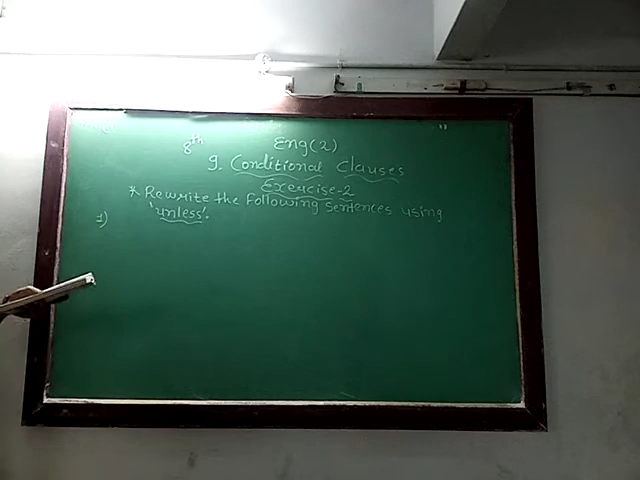 8th Eng(2)
9. Conditional Clauses
Exercise-2
* Rewrite the following sentences using
'unless'.
1)